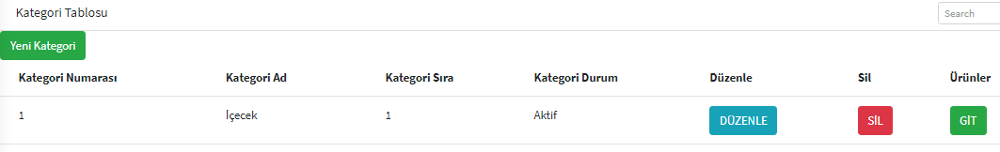 Kategori Tablosu Search
Yeni Kategori
Kategori Numarası Kategori Ad Kategori Sıra Kategori Durum Düzenle Sil Ürünler
1 İçecek 1 Aktif DÜZENLE SİL GİT